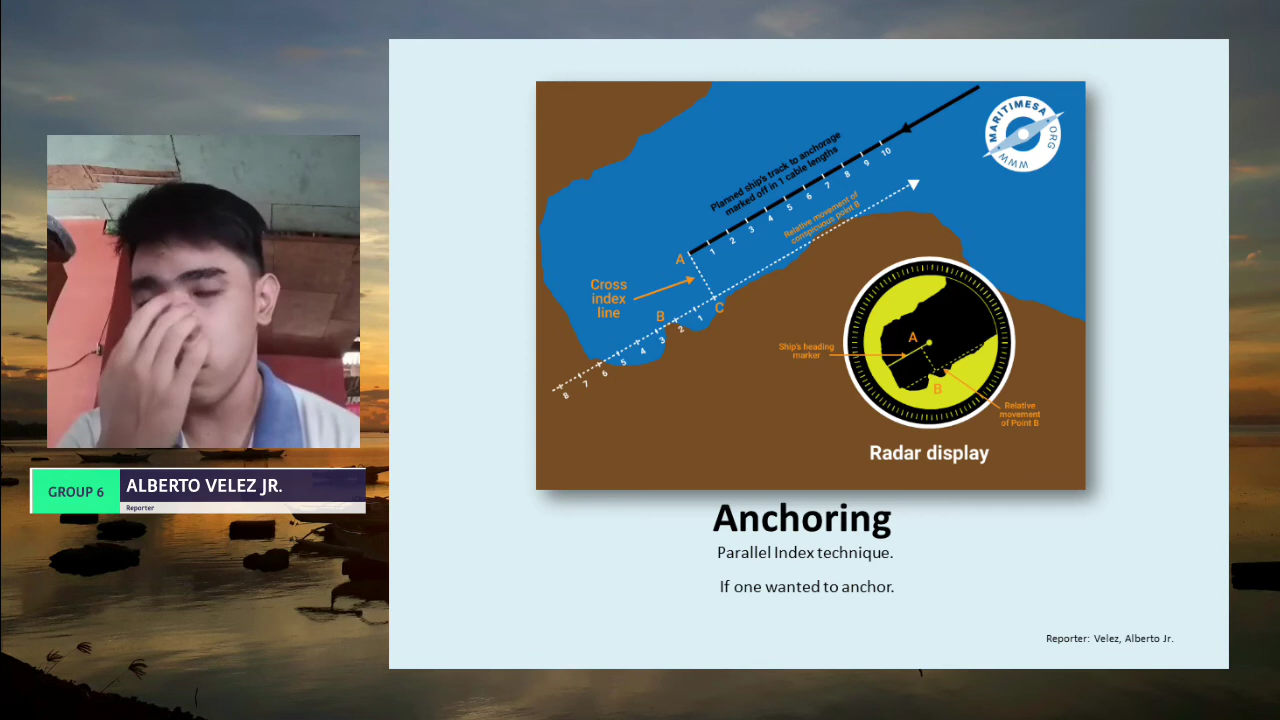 MARITIMESA.ORG
WWW
Planned ship's track to anchorage
marked off in 1 cable lengths
10
9
8
7
6
5
4
3
2
1
Relative movement of
conspicuous point B
A
Cross
index
line
B
C
1
2
3
4
5
6
7
8
A
Ship's heading
marker
B
Relative
movement
of Point B
Radar display
GROUP 6
ALBERTO VELEZ JR.
Reporter
Anchoring
Parallel Index technique.
If one wanted to anchor.
Reporter: Velez, Alberto Jr.